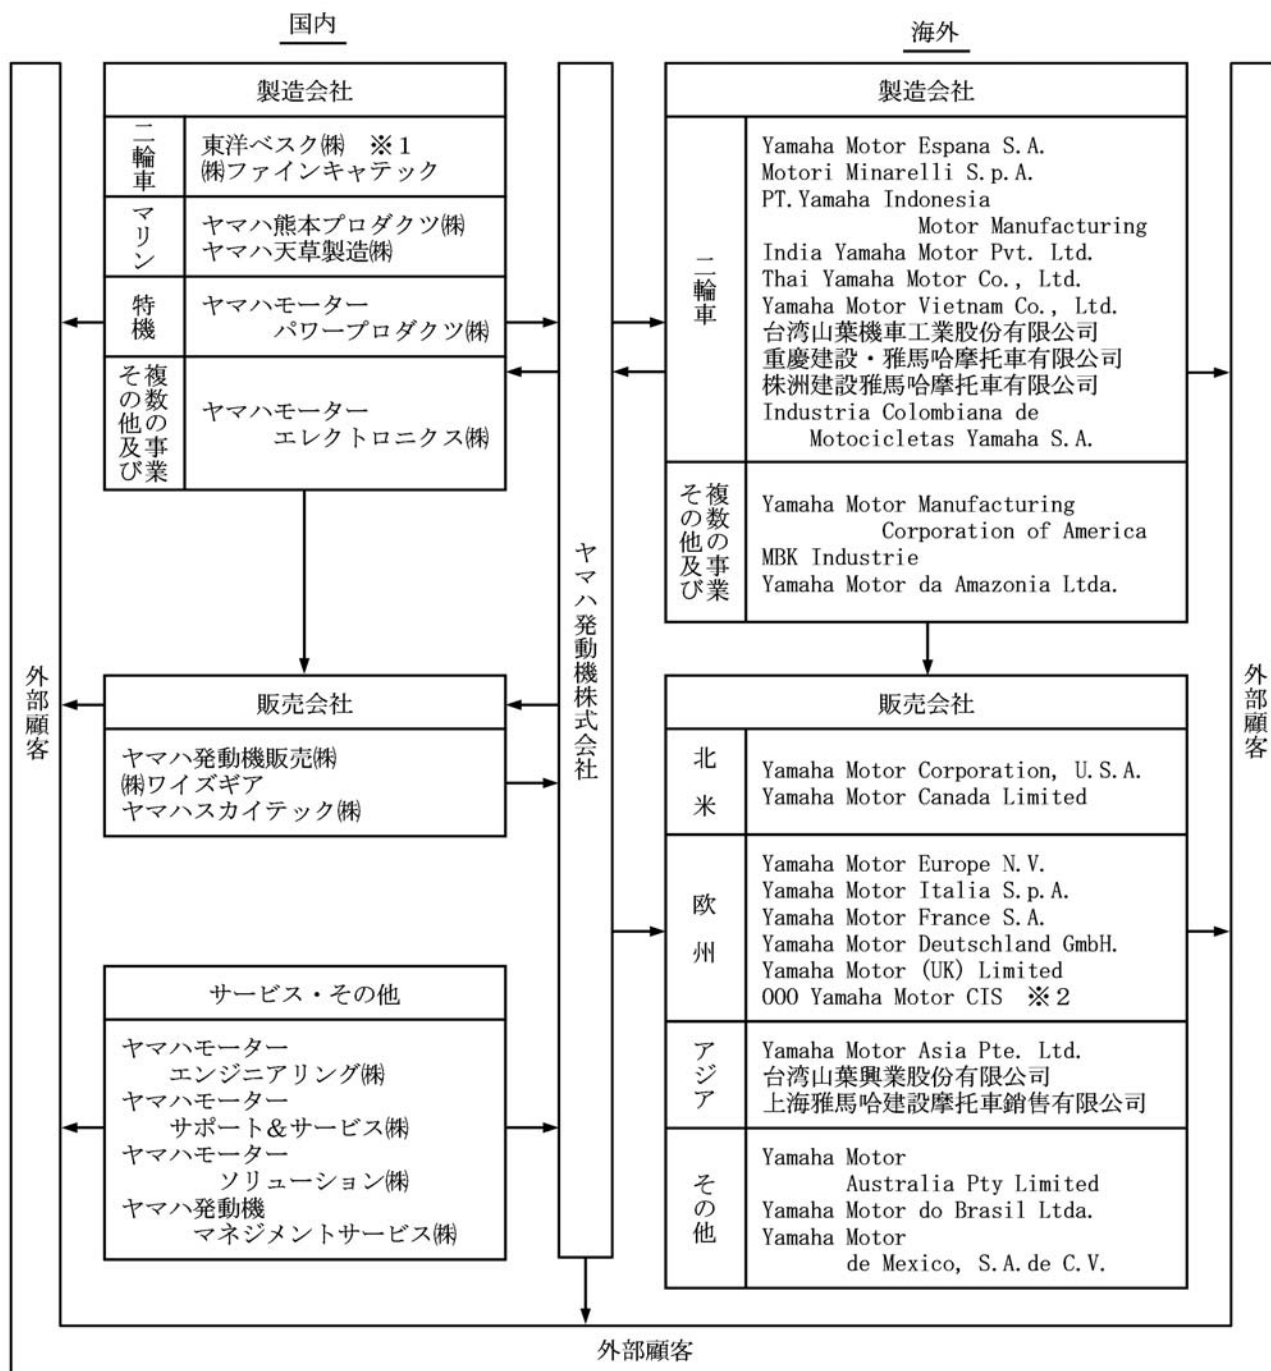 国内
海外
製造会社
二輪車
東洋ベスク㈱　※1
㈱ファインキャテック
マリン
ヤマハ熊本プロダクツ㈱
ヤマハ天草製造㈱
特機
ヤマハモーター
パワープロダクツ㈱
複数の事業
その他及び
ヤマハモーター
エレクトロニクス㈱
販売会社
ヤマハ発動機販売㈱
㈱ワイズギア
ヤマハスカイテック㈱
サービス・その他
ヤマハモーター
エンジニアリング㈱
ヤマハモーター
サポート＆サービス㈱
ヤマハモーター
ソリューション㈱
ヤマハ発動機
マネジメントサービス㈱
外部顧客
ヤマハ発動機株式会社
製造会社
二輪車
Yamaha Motor Espana S.A.
Motori Minarelli S.p.A.
PT.Yamaha Indonesia
Motor Manufacturing
India Yamaha Motor Pvt. Ltd.
Thai Yamaha Motor Co., Ltd.
Yamaha Motor Vietnam Co., Ltd.
台湾山葉機車工業股份有限公司
重慶建設・雅馬哈摩托車有限公司
株洲建設雅馬哈摩托車有限公司
Industria Colombiana de
Motocicletas Yamaha S.A.
複数の事業
その他及び
Yamaha Motor Manufacturing
Corporation of America
MBK Industrie
Yamaha Motor da Amazonia Ltda.
販売会社
北米
Yamaha Motor Corporation, U.S.A.
Yamaha Motor Canada Limited
欧州
Yamaha Motor Europe N.V.
Yamaha Motor Italia S.p.A.
Yamaha Motor France S.A.
Yamaha Motor Deutschland GmbH.
Yamaha Motor (UK) Limited
OOO Yamaha Motor CIS　※2
アジア
Yamaha Motor Asia Pte. Ltd.
台湾山葉興業股份有限公司
上海雅馬哈建設摩托車銷售有限公司
その他
Yamaha Motor
Australia Pty Limited
Yamaha Motor do Brasil Ltda.
Yamaha Motor
de Mexico, S.A.de C.V.
外部顧客
外部顧客